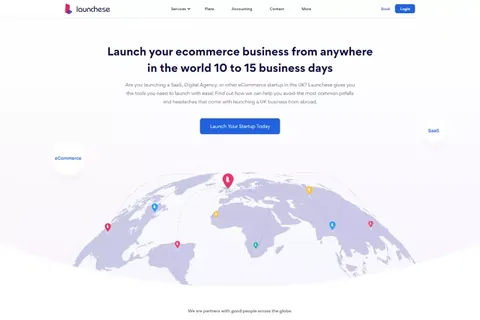 launchese
Services Plans Accounting Contact More
Book Login
Launch your ecommerce business from anywhere
in the world 10 to 15 business days
Are you launching a SaaS, Digital Agency, or other eCommerce startup in the UK? Launchese gives you
the tools you need to launch with ease. Find out how we can help you avoid the most common pitfalls
and headaches that come with launching a UK business from abroad.
Launch Your Startup Today
SaaS
eCommerce
We are partners with good people across the globe.